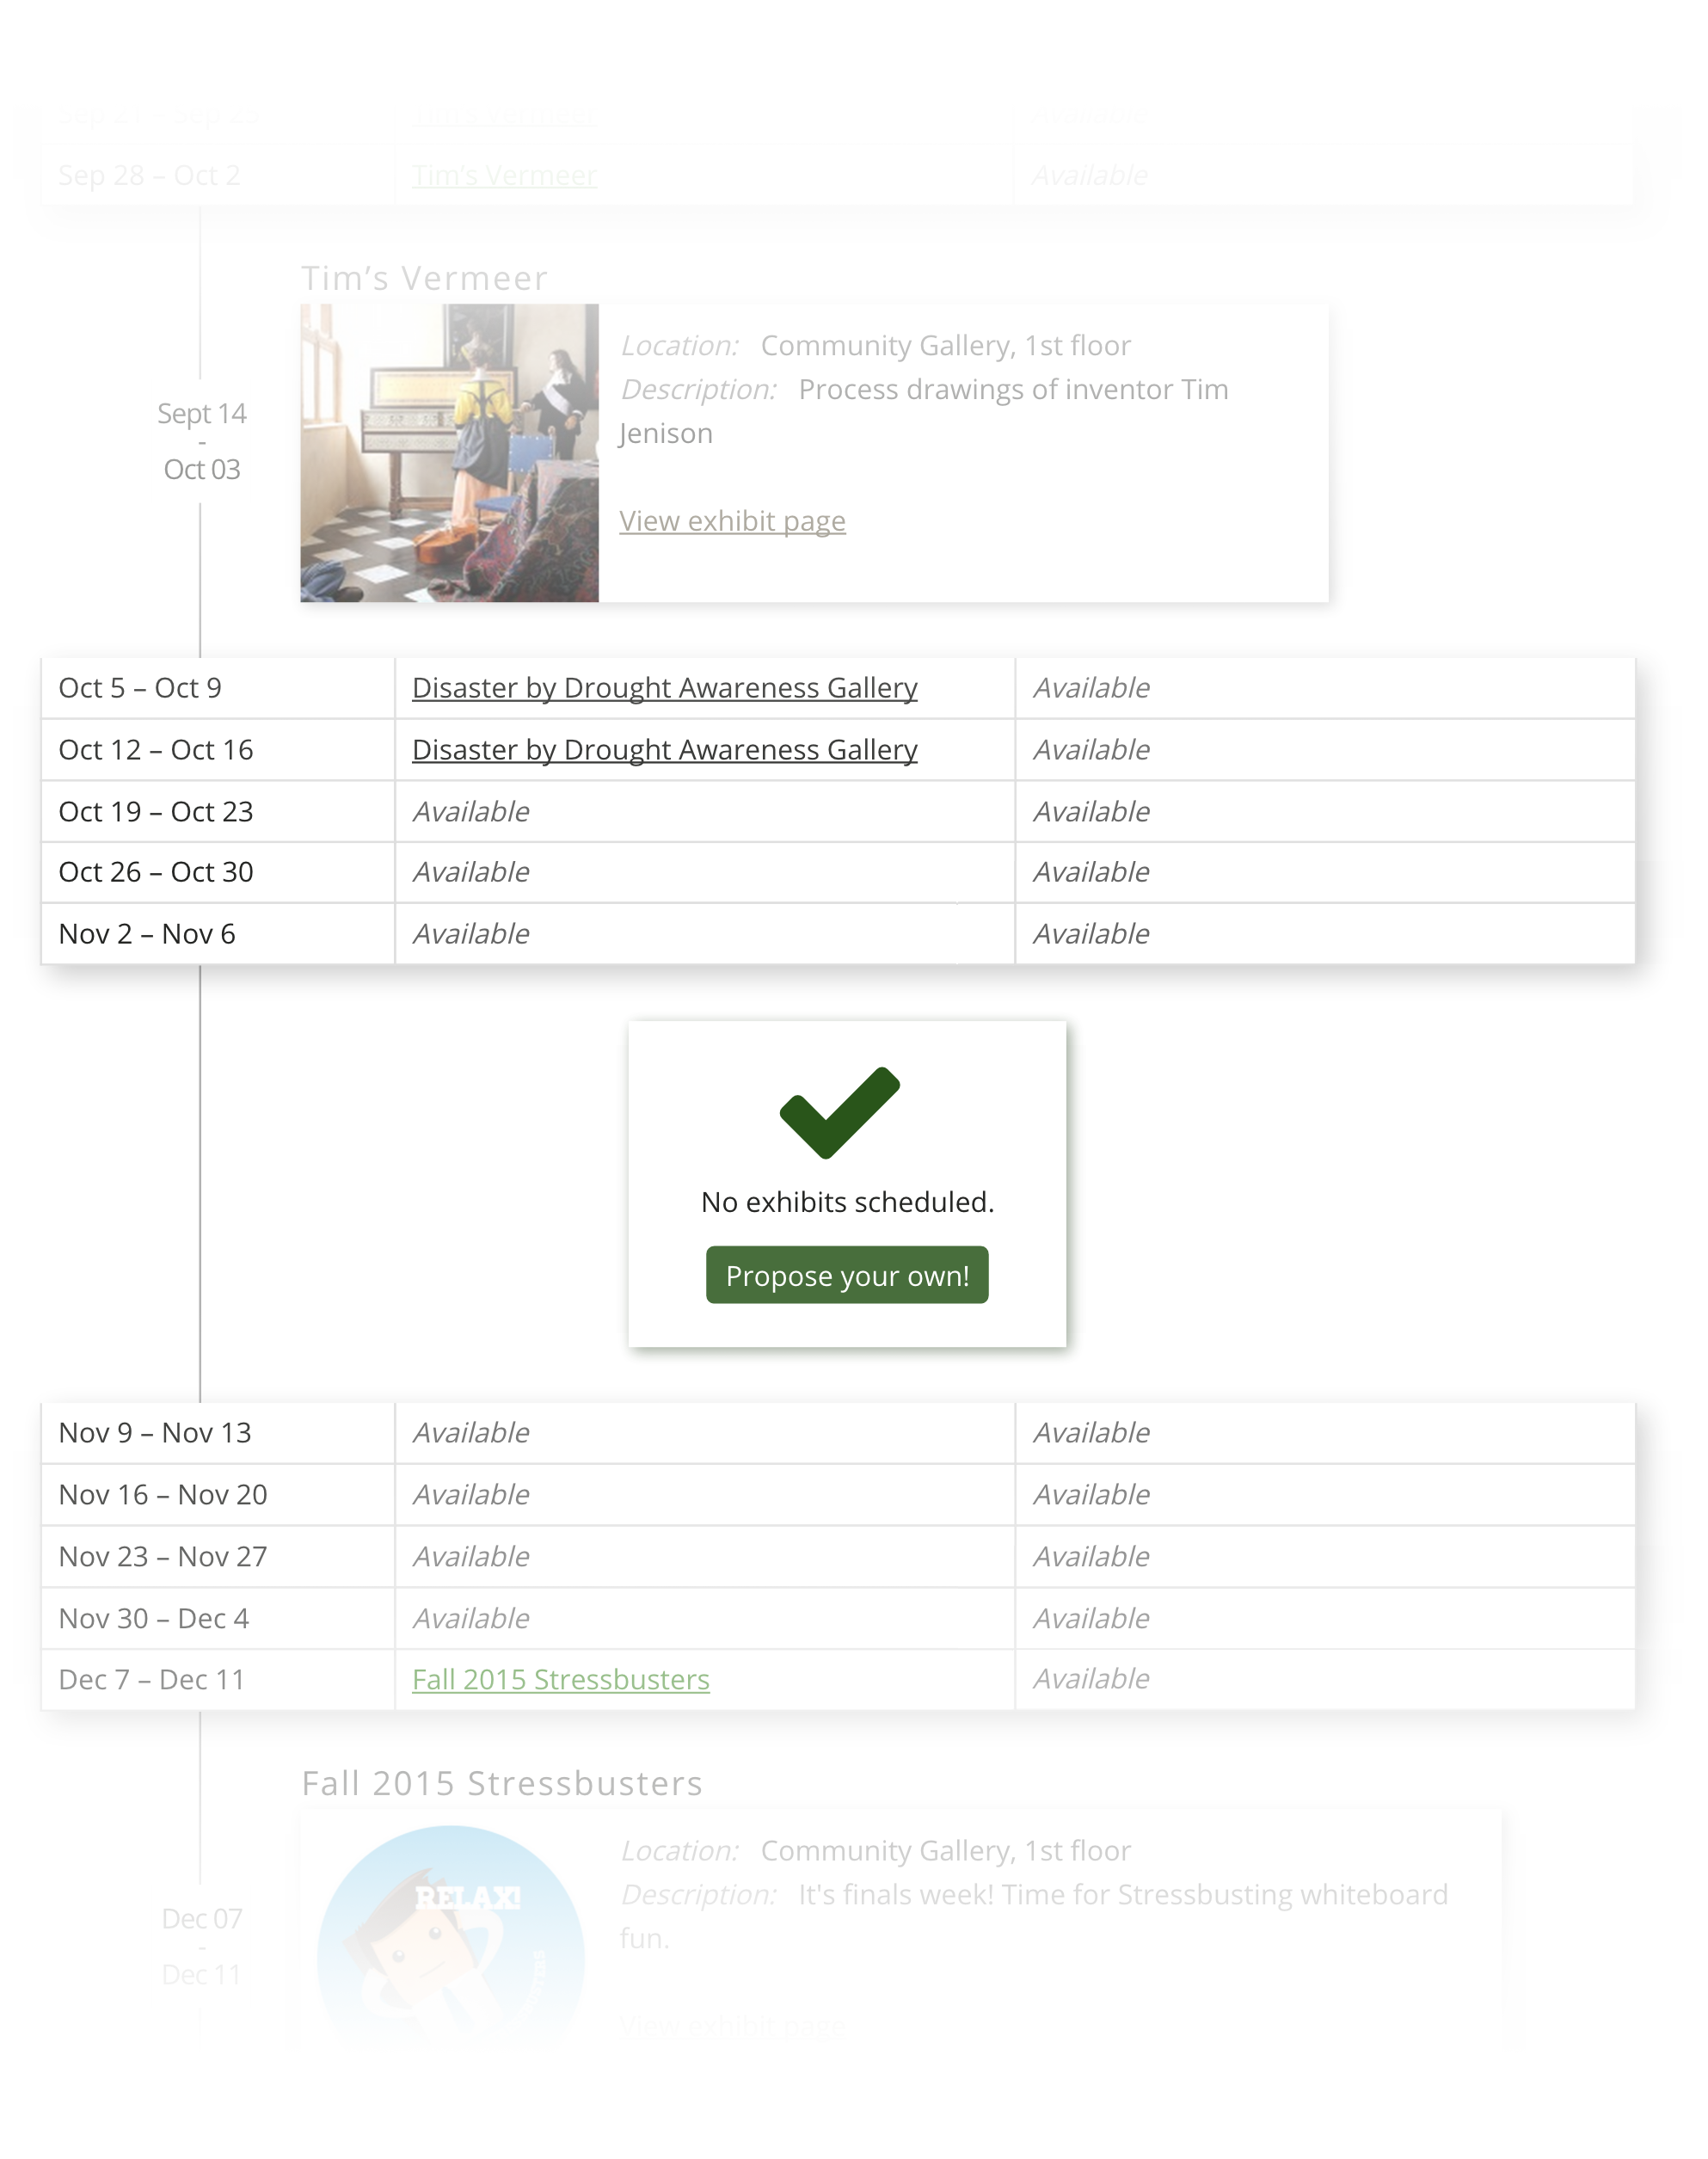 Sep 28 – Oct 2 Tim's Vermeer Available
Tim's Vermeer
Location: Community Gallery, 1st floor
Description: Process drawings of inventor Tim
Jenison
View exhibit page
Sept 14
-
Oct 03
Oct 5 – Oct 9 Disaster by Drought Awareness Gallery Available
Oct 12 – Oct 16 Disaster by Drought Awareness Gallery Available
Oct 19 – Oct 23 Available Available
Oct 26 – Oct 30 Available Available
Nov 2 – Nov 6 Available Available
No exhibits scheduled.
Propose your own!
Nov 9 – Nov 13 Available Available
Nov 16 – Nov 20 Available Available
Nov 23 – Nov 27 Available Available
Nov 30 – Dec 4 Available Available
Dec 7 – Dec 11 Fall 2015 Stressbusters Available
Fall 2015 Stressbusters
Location: Community Gallery, 1st floor
Description: It's finals week! Time for Stressbusting whiteboard
fun.
View exhibit page
RELAX!
Dec 07
-
Dec 11